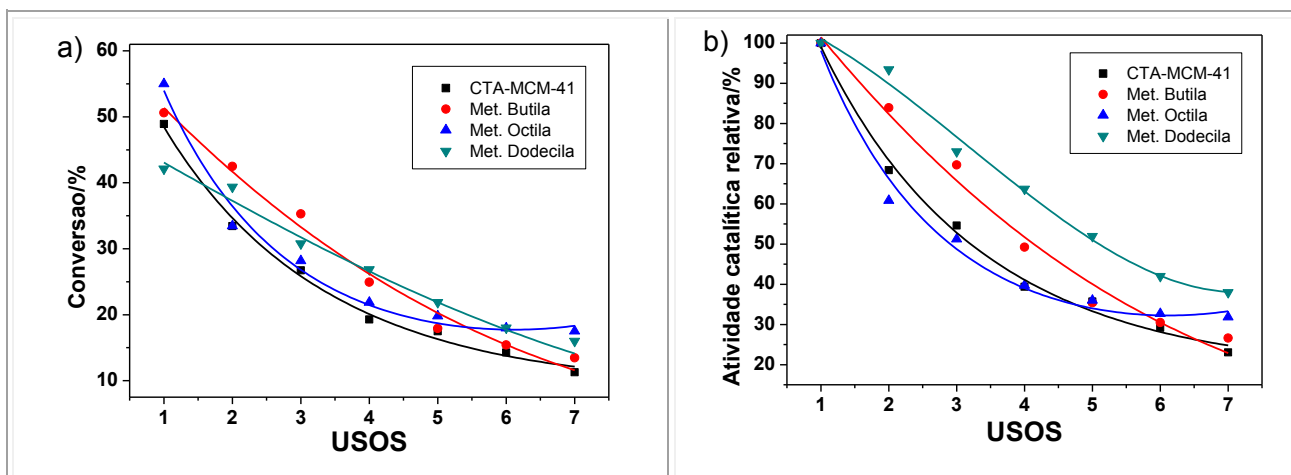 a)
Conversao/%
60
50
40
30
20
10
CTA-MCM-41
Met. Butila
Met. Octila
Met. Dodecila
1 2 3 4 5 6 7
USOS
b)
Atividade catalítica relativa/%
100
90
80
70
60
50
40
30
20
CTA-MCM-41
Met. Butila
Met. Octila
Met. Dodecila
1 2 3 4 5 6 7
USOS